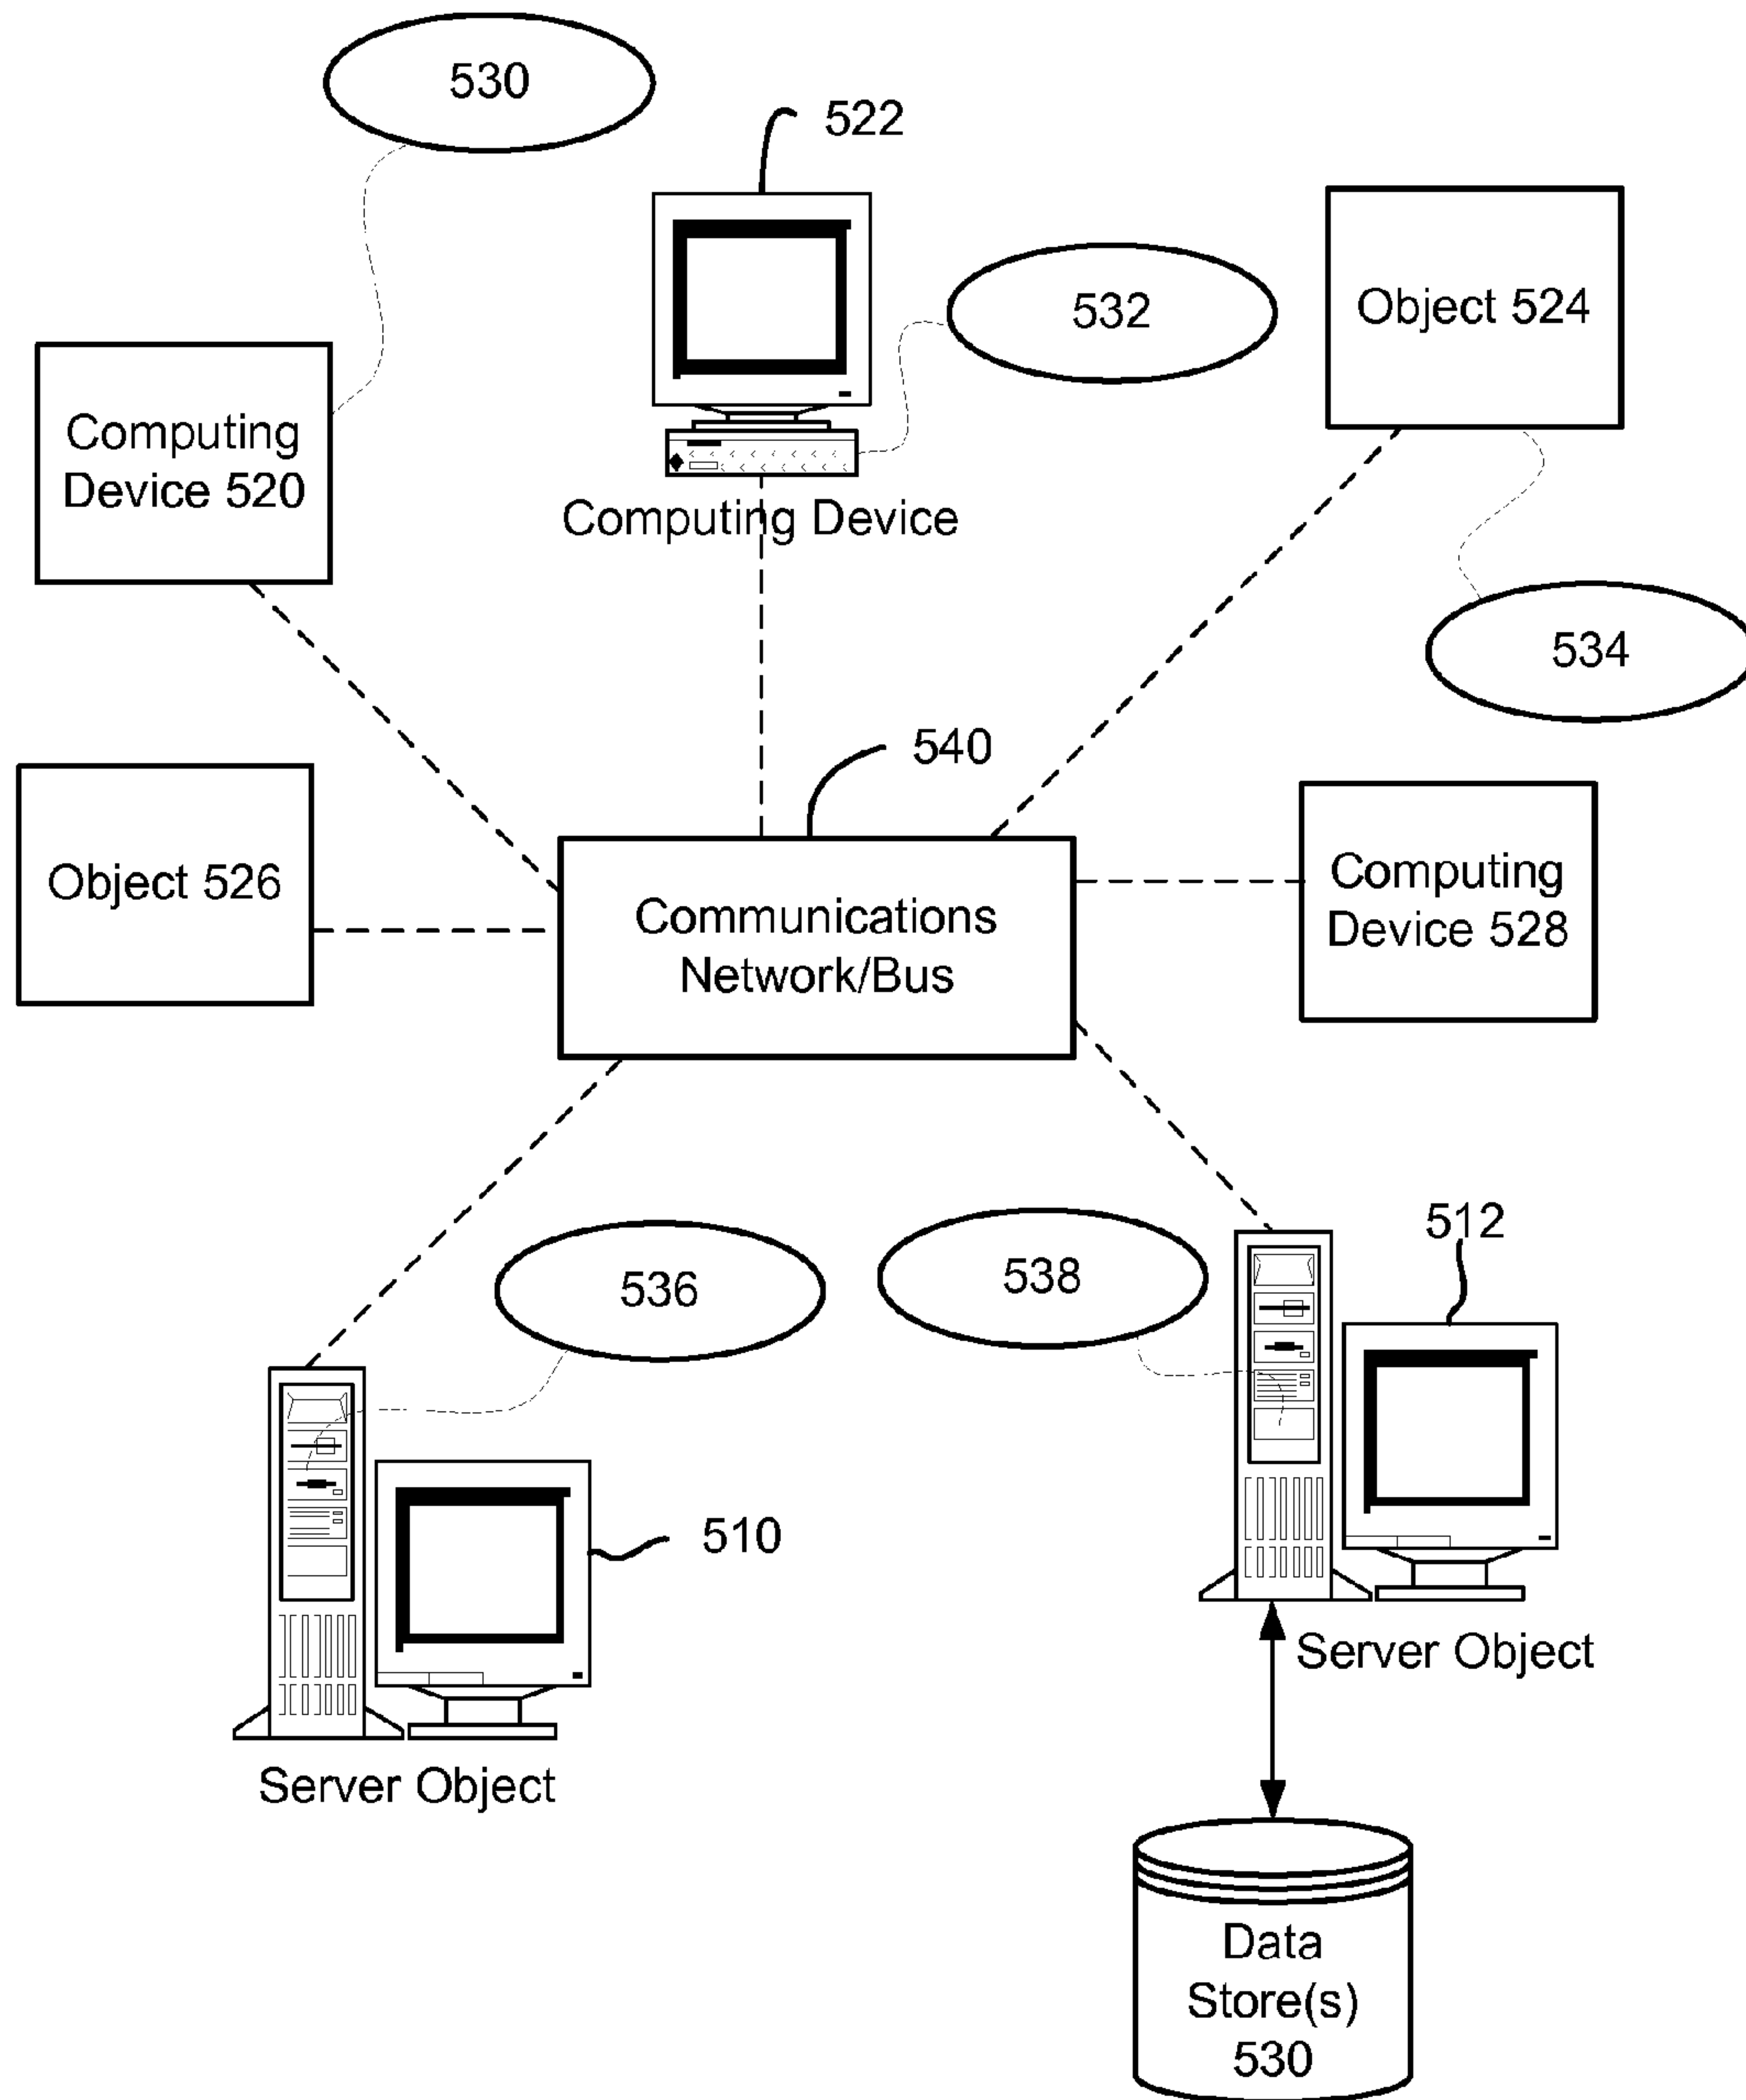 530
522
532
Object 524
Computing
Device 520
Computing Device
534
540
Object 526
Communications
Network/Bus
Computing
Device 528
512
536
538
510
Server Object
Server Object
Data
Store(s)
530